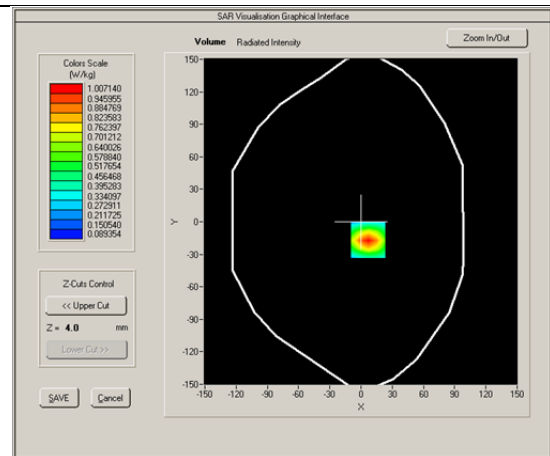 SAR Visualisation Graphical Interface
Volume Radiated Intensity
Zoom In/Out
Colors Scale
(W/kg)
1.007140
0.945955
0.884769
0.823583
0.762397
0.701212
0.640026
0.578840
0.517654
0.456468
0.395283
0.334097
0.272911
0.211725
0.150540
0.089354
Z-Cuts Control
<< Upper Cut
Z = 4.0 mm
Lower Cut >>
SAVE Cancel
150-
120-
90-
60-
30-
0-
-30-
-60-
-90-
-120-
-150-
Y
-150 -120 -90 -60 -30 0 30 60 90 120 150
X